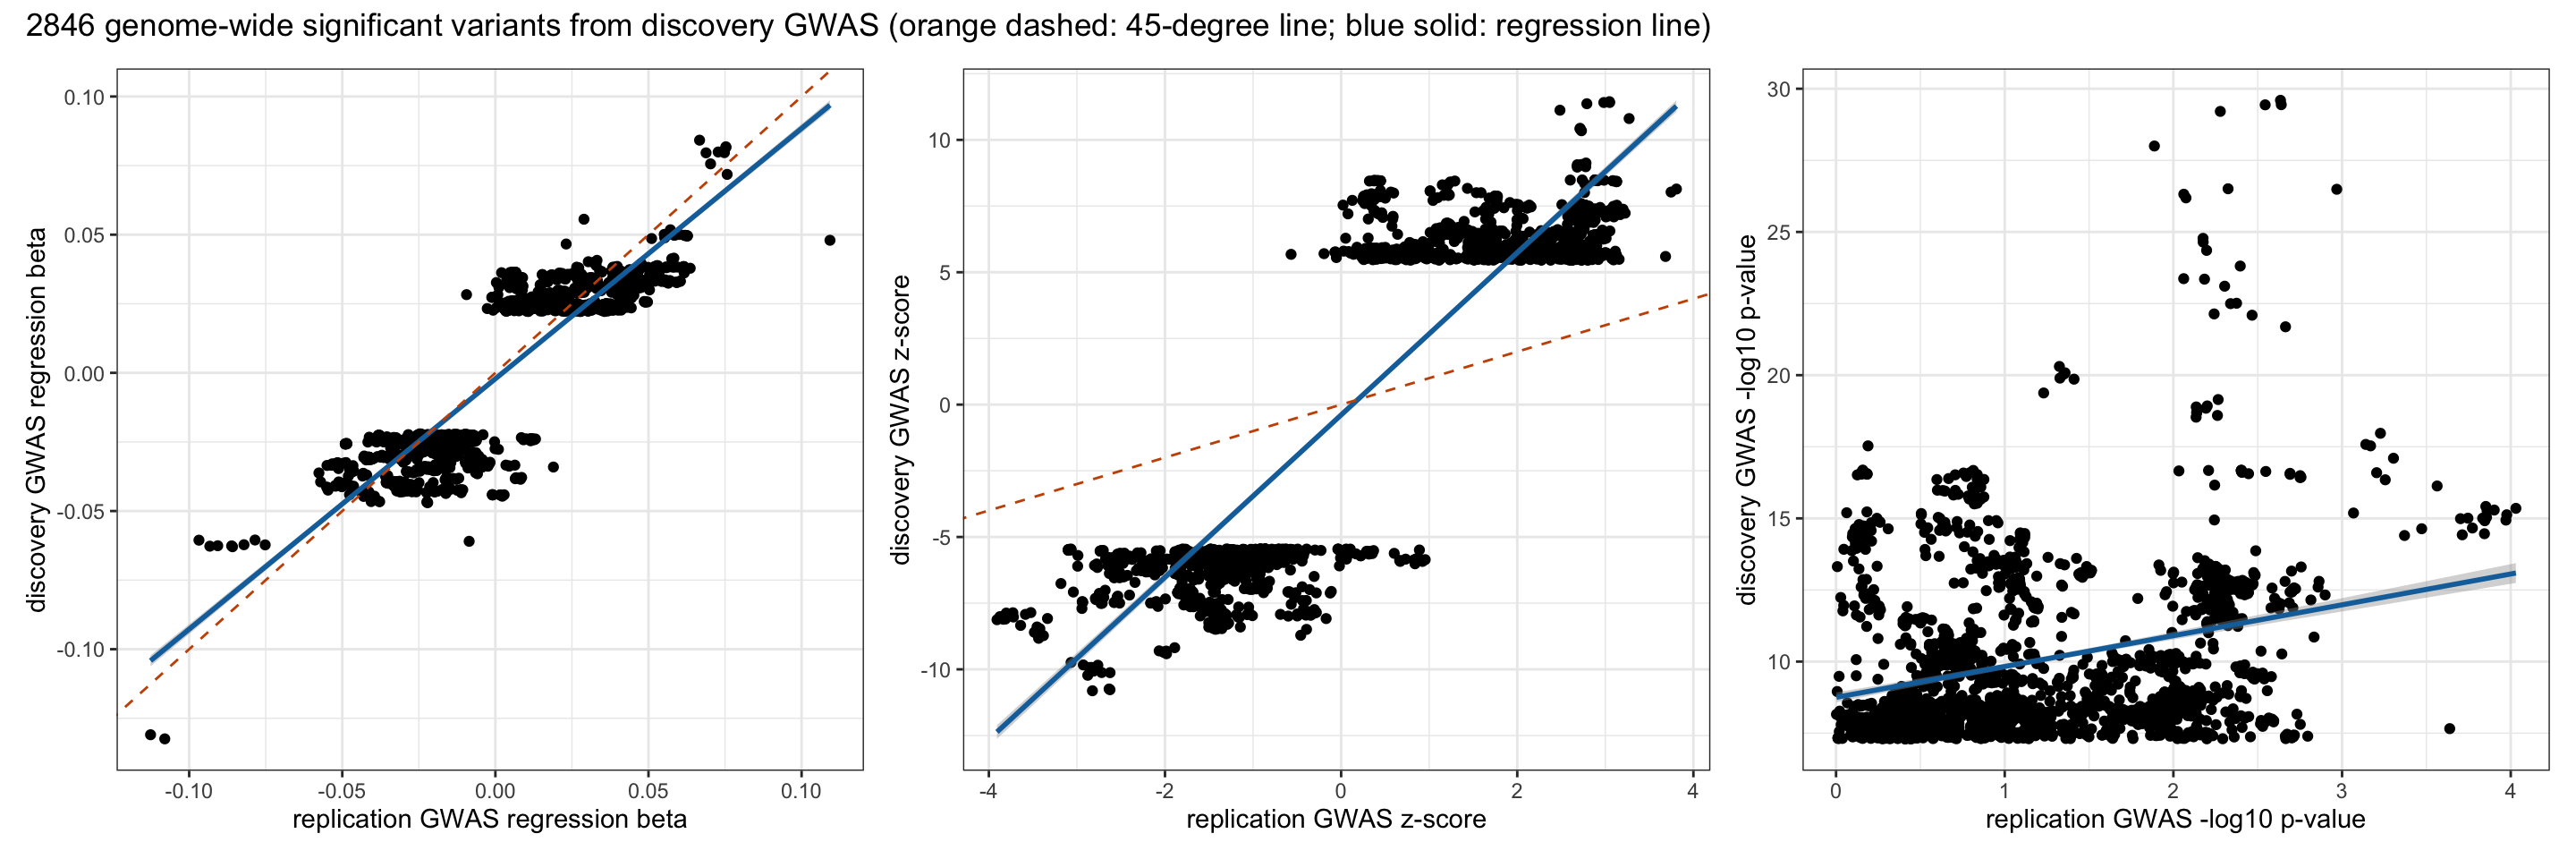 2846 genome-wide significant variants from discovery GWAS (orange dashed: 45-degree line; blue solid: regression line)
discovery GWAS regression beta
0.10
0.05
0.00
-0.05
-0.10
-0.10 -0.05 0.00 0.05 0.10
replication GWAS regression beta
discovery GWAS z-score
10
5
0
-5
-10
-4 -2 0 2 4
replication GWAS z-score
discovery GWAS -log10 p-value
30
25
20
15
10
0 1 2 3 4
replication GWAS -log10 p-value